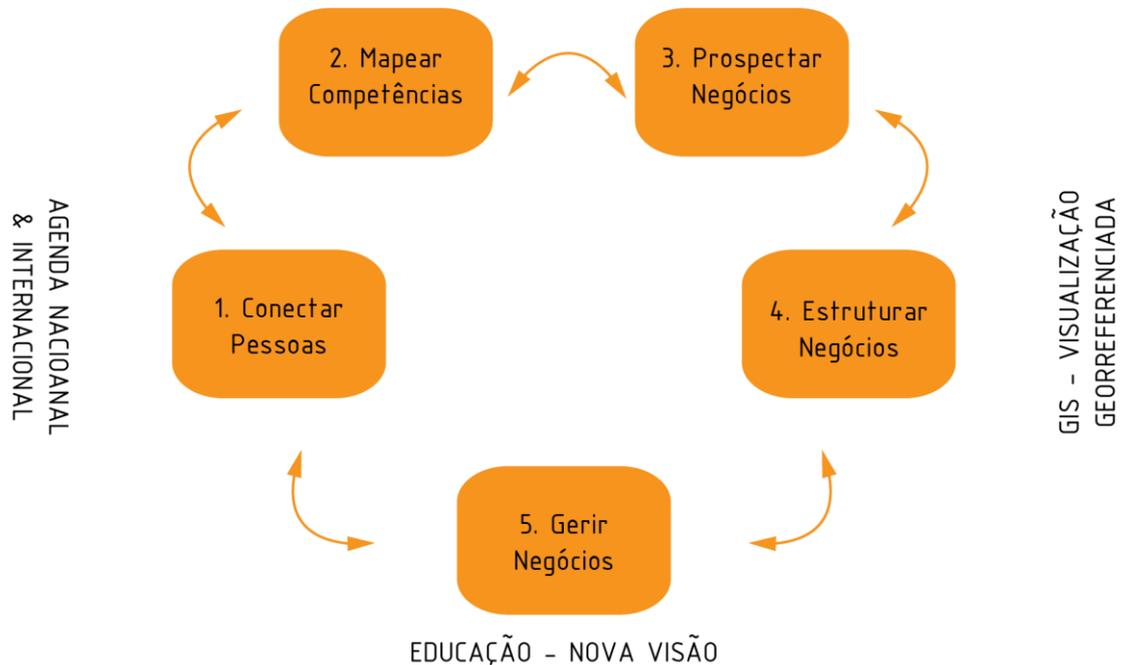 2. Mapear
Competências
3. Prospectar
Negócios
AGENDA NACIOANAL
& INTERNACIONAL
1. Conectar
Pessoas
4. Estruturar
Negócios
GIS - VISUALIZAÇÃO
GEORREFERENCIADA
5. Gerir
Negócios
EDUCAÇÃO - NOVA VISÃO